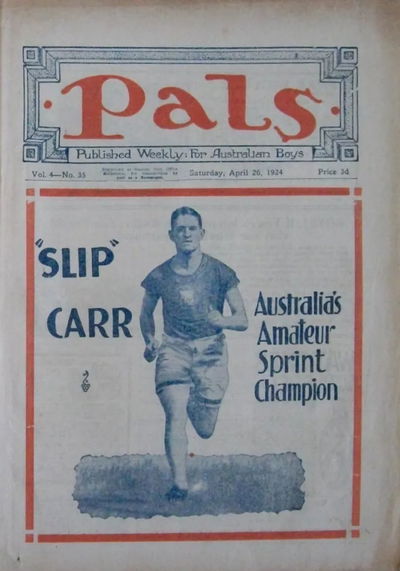 Pals
Published Weekly: For Australian Boys
Vol. 4—No. 35
Saturday, April 26, 1924
Price 3d
"SLIP"
CARR
Australia's
Amateur
Sprint
Champion